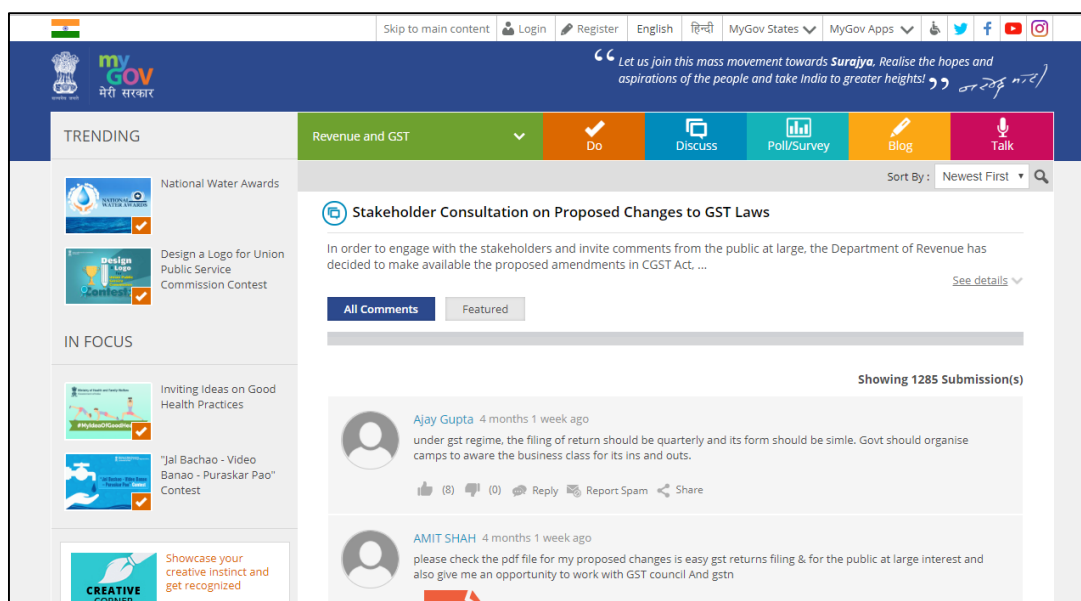 Skip to main content Login Register English हिन्दी MyGov States MyGov Apps
my
GOV
मेरी सरकार
Let us join this mass movement towards Surajya, Realise the hopes and
aspirations of the people and take India to greater heights!
TRENDING
Revenue and GST
Do
Discuss
Poll/Survey
Blog
Talk
Sort By : Newest First
National Water Awards
NATIONAL
WATER AWARDS
Design a Logo for Union
Public Service
Commission Contest
Design
Logo
Contest
Stakeholder Consultation on Proposed Changes to GST Laws
In order to engage with the stakeholders and invite comments from the public at large, the Department of Revenue has
decided to make available the proposed amendments in CGST Act, ...
See details
All Comments Featured
IN FOCUS
Inviting Ideas on Good
Health Practices
"Jal Bachao - Video
Banao - Puraskar Pao"
Contest
Showcase your
creative instinct and
get recognized
CREATIVE
CORNER
Showing 1285 Submission(s)
Ajay Gupta 4 months 1 week ago
under gst regime, the filing of return should be quarterly and its form should be simle. Govt should organise
camps to aware the business class for its ins and outs.
(8) (0) Reply Report Spam Share
AMIT SHAH 4 months 1 week ago
please check the pdf file for my proposed changes is easy gst returns filing & for the public at large interest and
also give me an opportunity to work with GST council And gstn